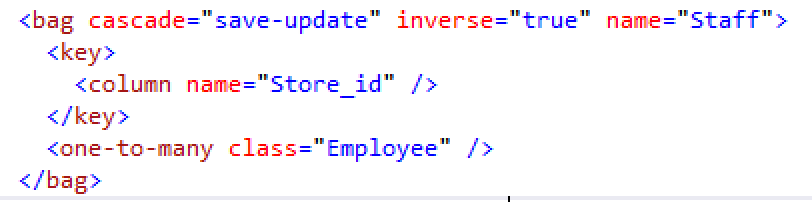 <bag cascade="save-update" inverse="true" name="Staff">
  <key>
    <column name="Store_id" />
  </key>
  <one-to-many class="Employee" />
</bag>